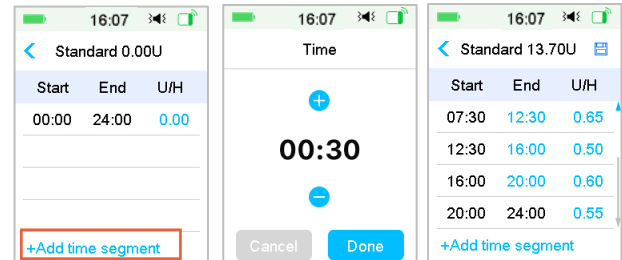 16:07
Standard 0.00U
Start End U/H
00:00 24:00 0.00
+Add time segment
16:07
Time
00:30
Cancel Done
16:07
Standard 13.70U
Start End U/H
07:30 12:30 0.65
12:30 16:00 0.50
16:00 20:00 0.60
20:00 24:00 0.55
+Add time segment